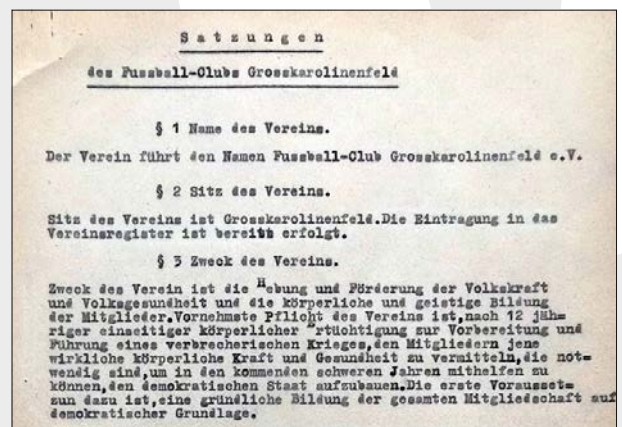 Satzungen
des Fussball-Clubs Grosskarolinenfeld
§ 1 Name des Vereins.
Der Verein führt den Namen Fussball-Club Grosskarolinenfeld e.V.
§ 2 Sitz des Vereins.
Sitz des Vereins ist Grosskarolinenfeld.Die Eintragung in das
Vereinsregister ist bereits erfolgt.
§ 3 Zweck des Vereins.
Zweck des Verein ist die Hebung und Förderung der Volkskraft
und Volksgesundheit und die körperliche und geistige Bildung
der Mitglieder.Vornehmste Pflicht des Vereins ist,nach 12 jäh=
riger einseitiger körperlicher Ertüchtigung zur Vorbereitung und
Führung eines verbrecherischen Krieges,den Mitgliedern jene
wirkliche körperliche Kraft und Gesundheit zu vermitteln,die not=
wendig sind,um in den kommenden schweren Jahren mithelfen zu
können,den demokratischen Staat aufzubauen.Die erste Vorausset=
zun dazu ist,eine gründliche Bildung der gesamten Mitgliedschaft auf
demokratischer Grundlage.